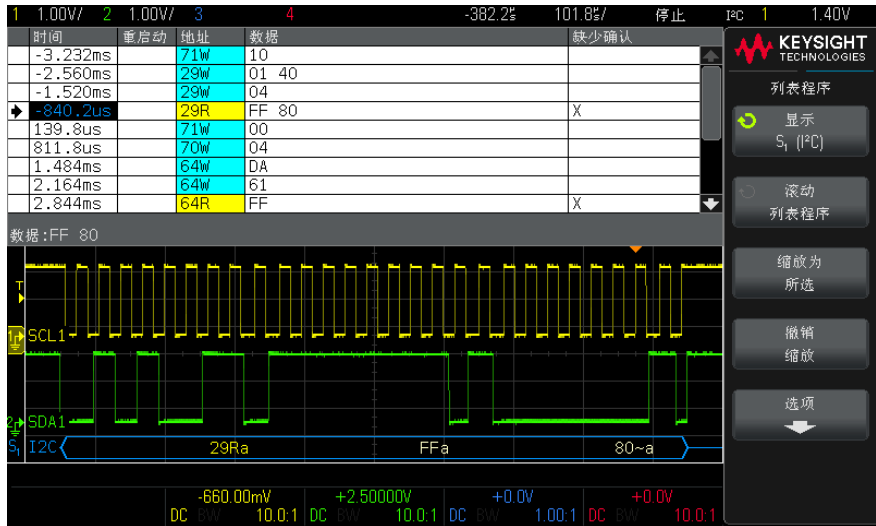 1 1.00V/ 2 1.00V/ 3 4 -382.2␍s 101.8␍s/ 停止 I²C 1 1.40V
时间 重启动 地址 数据 缺少确认
-3.232ms 71W 10
-2.560ms 29W 01 40
-1.520ms 29W 04
-840.2us 29R FF 80 X
139.8us 71W 00
811.8us 70W 04
1.484ms 64W DA
2.164ms 64W 61
2.844ms 64R FF X
数据:FF 80
T
1 SCL1
2 SDA1
S₁ I2C 29Ra FFa 80~a
-660.00mV +2.50000V +0.0V +0.0V
DC BW 10.0:1 DC BW 10.0:1 DC BW 1.00:1 DC BW 10.0:1
KEYSIGHT
TECHNOLOGIES
列表程序
显示
S₁ (I²C)
滚动
列表程序
缩放为
所选
撤销
缩放
选项